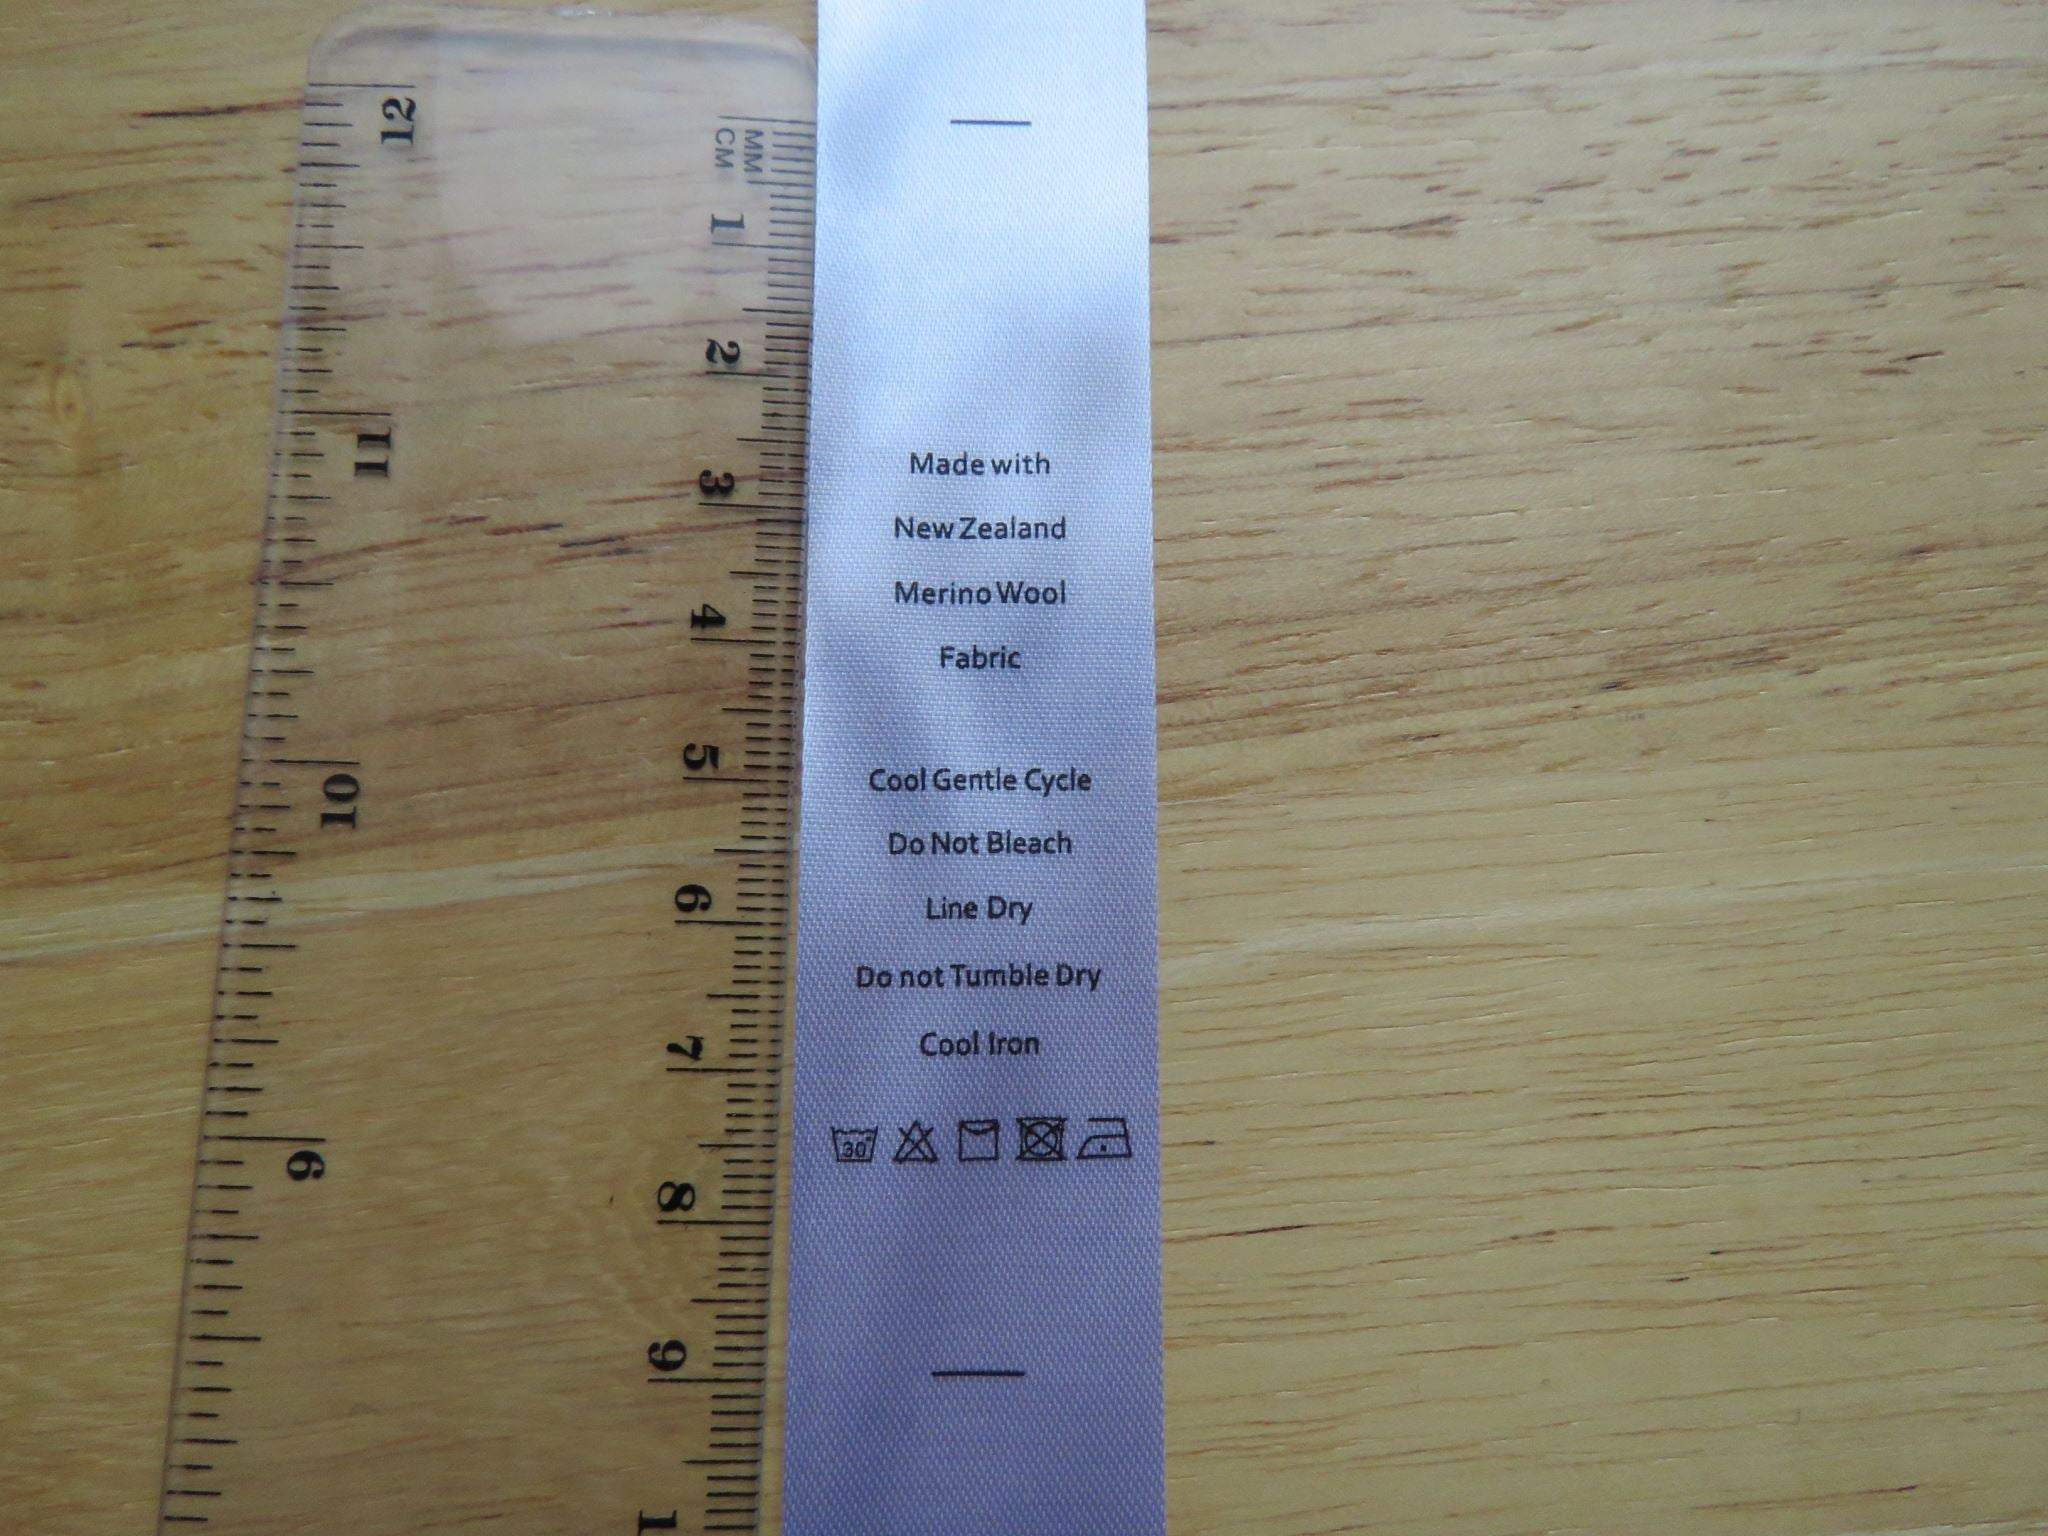 Made with
New Zealand
Merino Wool
Fabric
Cool Gentle Cycle
Do Not Bleach
Line Dry
Do not Tumble Dry
Cool Iron
30°
12
11
10
9
MM
CM
1
2
3
4
5
6
7
8
9
1